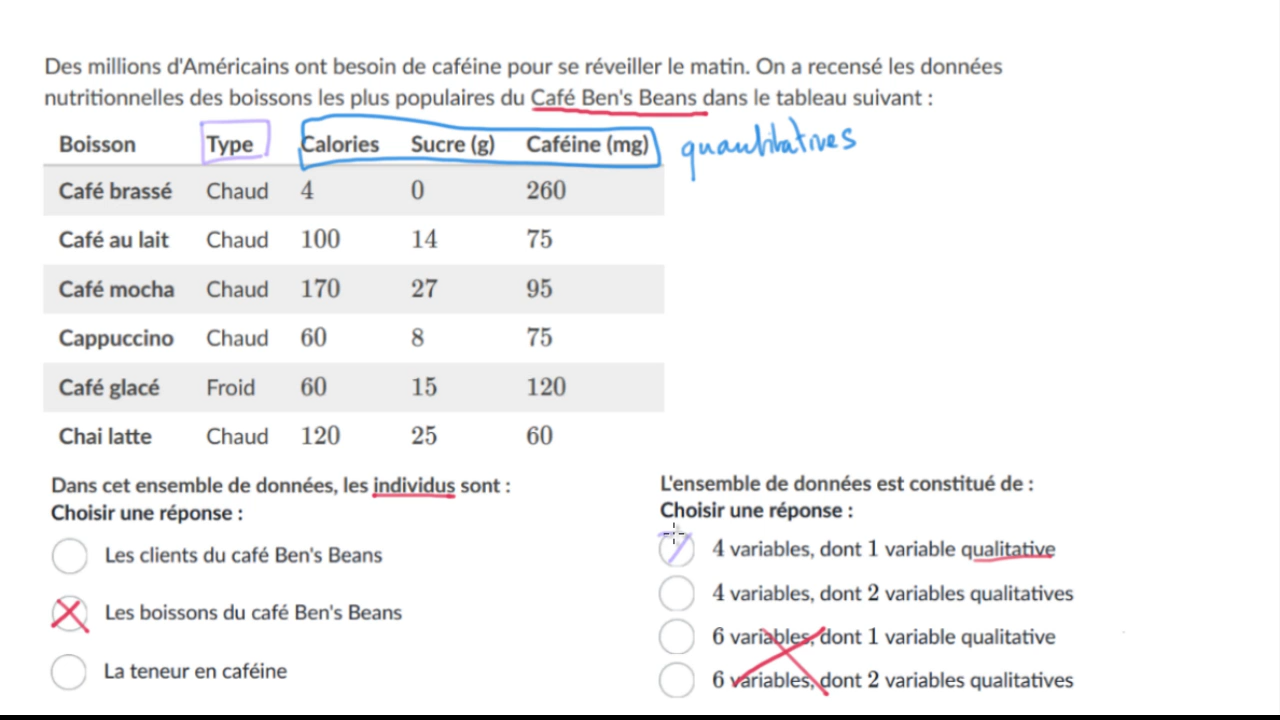 Des millions d'Américains ont besoin de caféine pour se réveiller le matin. On a recensé les données
nutritionnelles des boissons les plus populaires du Café Ben's Beans dans le tableau suivant :
Boisson Type Calories Sucre (g) Caféine (mg) quantitatives
Café brassé Chaud 4 0 260
Café au lait Chaud 100 14 75
Café mocha Chaud 170 27 95
Cappuccino Chaud 60 8 75
Café glacé Froid 60 15 120
Chai latte Chaud 120 25 60
Dans cet ensemble de données, les individus sont :
Choisir une réponse :
Les clients du café Ben's Beans
Les boissons du café Ben's Beans
La teneur en caféine
L'ensemble de données est constitué de :
Choisir une réponse :
4 variables, dont 1 variable qualitative
4 variables, dont 2 variables qualitatives
6 variables, dont 1 variable qualitative
6 variables, dont 2 variables qualitatives